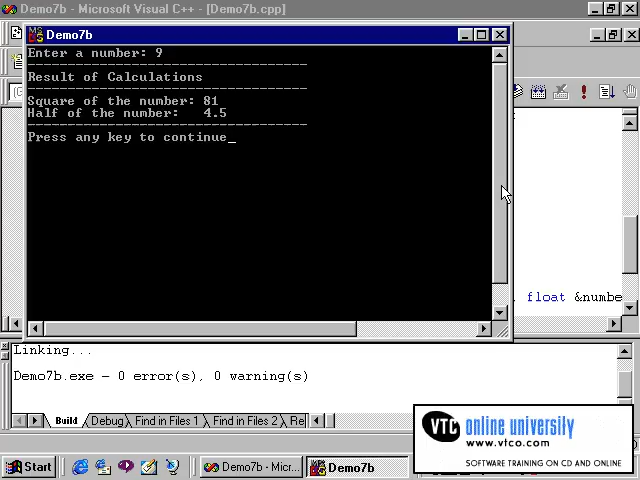 Demo7b - Microsoft Visual C++ - [Demo7b.cpp]
Demo7b
Enter a number: 9
Result of Calculations
Square of the number: 81
Half of the number: 4.5
Press any key to continue_
float &numbe
Linking...
Demo7b.exe - 0 error(s), 0 warning(s)
Build Debug Find in Files 1 Find in Files 2 Re
VTC online university
www.vtco.com
SOFTWARE TRAINING ON CD AND ONLINE
Start Demo7b - Micr... Demo7b